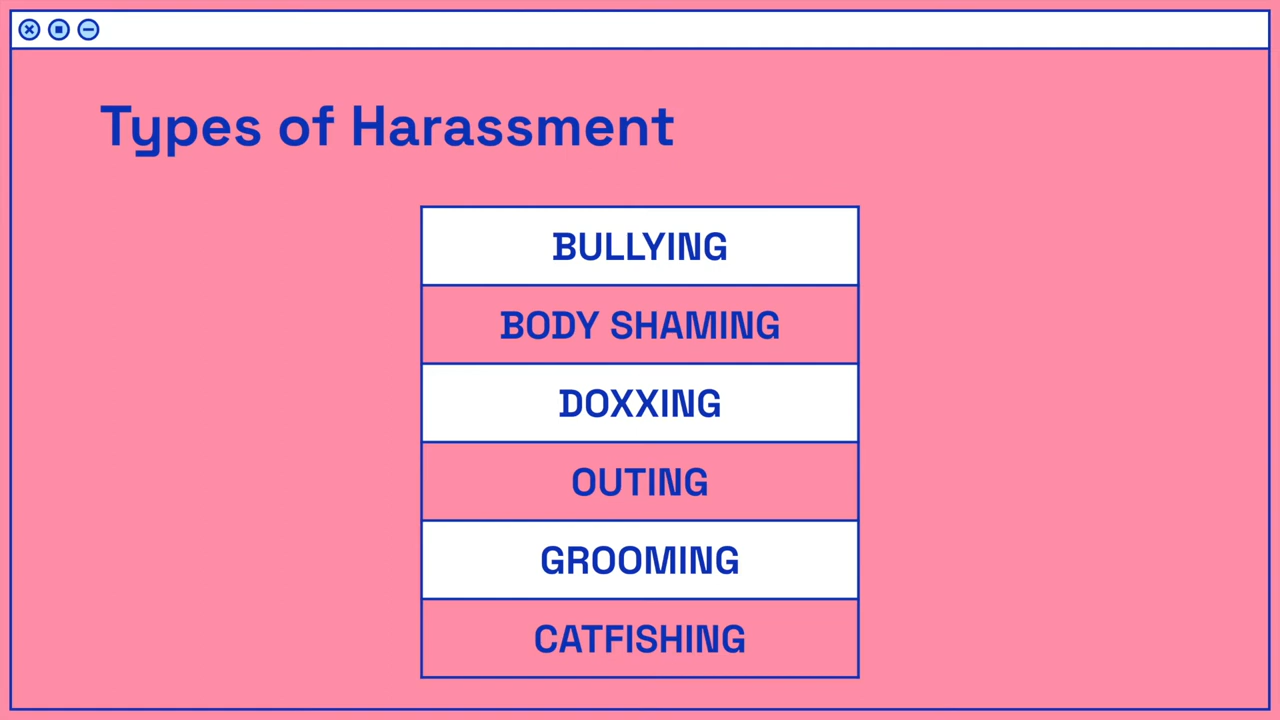 Types of Harassment
BULLYING
BODY SHAMING
DOXXING
OUTING
GROOMING
CATFISHING